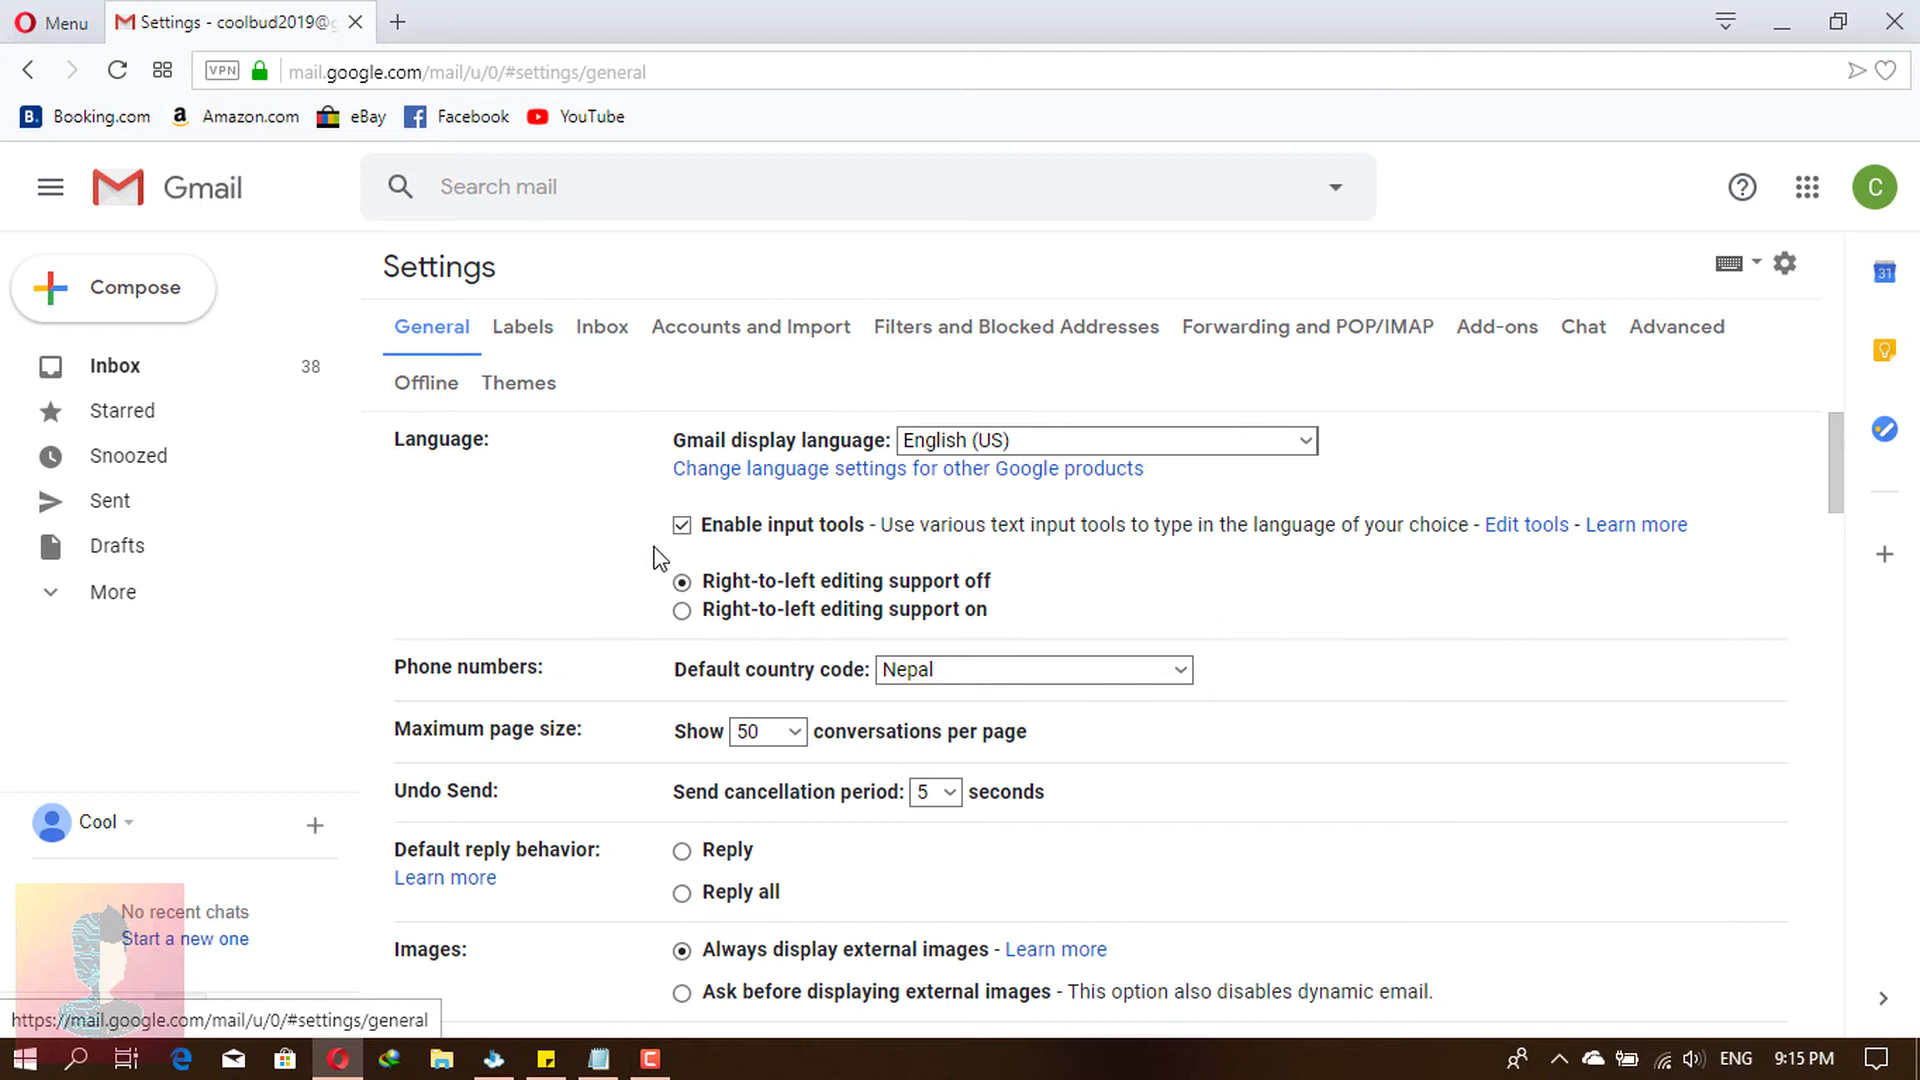 Menu
Settings - coolbud2019@g
VPN
mail.google.com/mail/u/0/#settings/general
B. Booking.com
Amazon.com
eBay
Facebook
YouTube
Gmail
Search mail
C
Compose
Settings
31
General Labels Inbox Accounts and Import Filters and Blocked Addresses Forwarding and POP/IMAP Add-ons Chat Advanced
Offline Themes
Inbox 38
Starred
Snoozed
Sent
Drafts
More
Language: Gmail display language: English (US)
Change language settings for other Google products
Enable input tools - Use various text input tools to type in the language of your choice - Edit tools - Learn more
Right-to-left editing support off
Right-to-left editing support on
Phone numbers: Default country code: Nepal
Maximum page size: Show 50 conversations per page
Undo Send: Send cancellation period: 5 seconds
Default reply behavior: Reply
Learn more
Reply all
Images: Always display external images - Learn more
Ask before displaying external images - This option also disables dynamic email.
Cool
No recent chats
Start a new one
https://mail.google.com/mail/u/0/#settings/general
ENG 9:15 PM